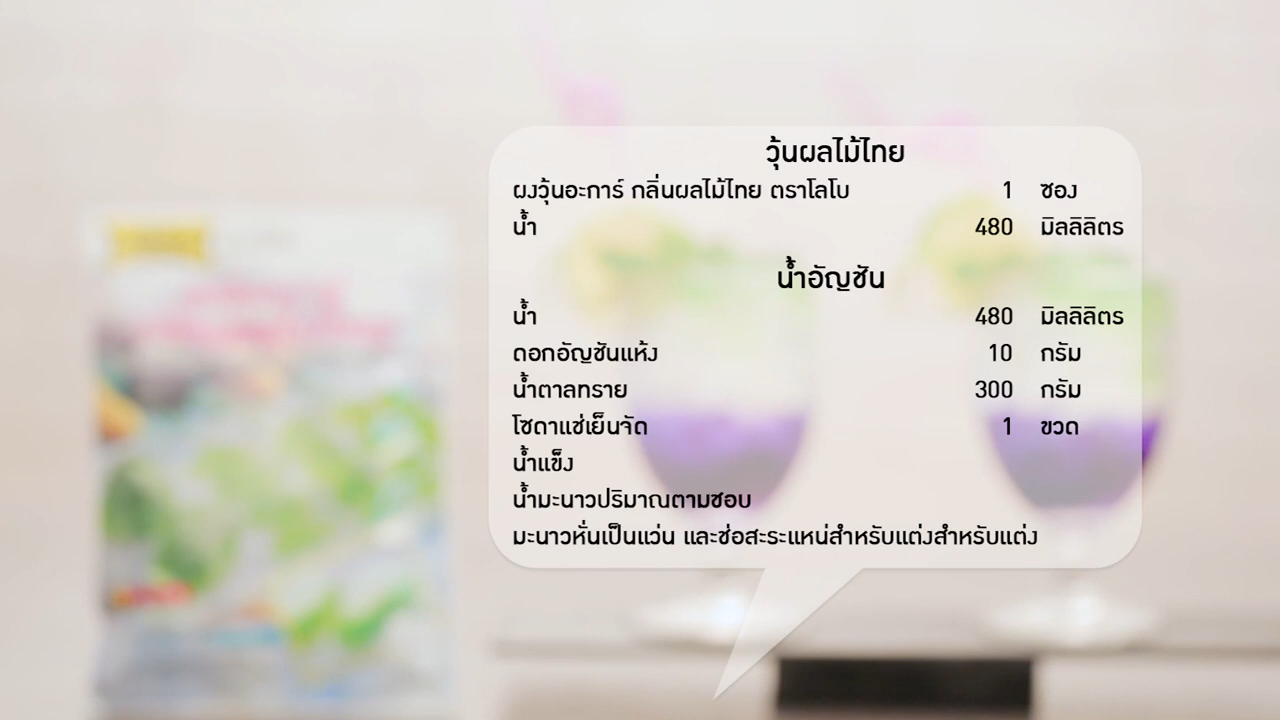 วุ้นผลไม้ไทย
ผงวุ้นอะการ์ กลิ่นผลไม้ไทย ตราโลโบ 1 ซอง
น้ำ 480 มิลลิลิตร
น้ำอัญชัน
น้ำ 480 มิลลิลิตร
ดอกอัญชันแห้ง 10 กรัม
น้ำตาลทราย 300 กรัม
โซดาแช่เย็นจัด 1 ขวด
น้ำแข็ง
น้ำมะนาวปริมาณตามชอบ
มะนาวหั่นเป็นแว่น และช่อสะระแหน่สำหรับแต่งสำหรับแต่ง